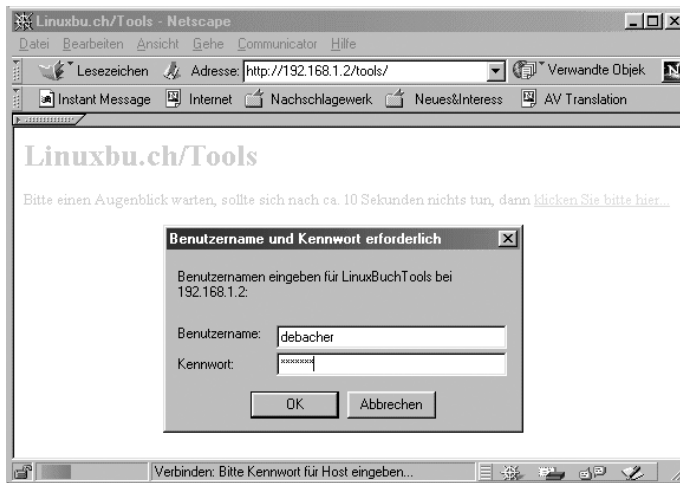 Linuxbu.ch/Tools - Netscape
Datei Bearbeiten Ansicht Gehe Communicator Hilfe
Lesezeichen Adresse: http://192.168.1.2/tools/ Verwandte Objek N
Instant Message Internet Nachschlagewerk Neues&Interess AV Translation
Linuxbu.ch/Tools
Bitte einen Augenblick warten, sollte sich nach ca. 10 Sekunden nichts tun, dann klicken Sie bitte hier...
Benutzername und Kennwort erforderlich
Benutzernamen eingeben für LinuxBuchTools bei
192.168.1.2:
Benutzername: debacher
Kennwort: xxxxxxx
OK Abbrechen
Verbinden: Bitte Kennwort für Host eingeben...